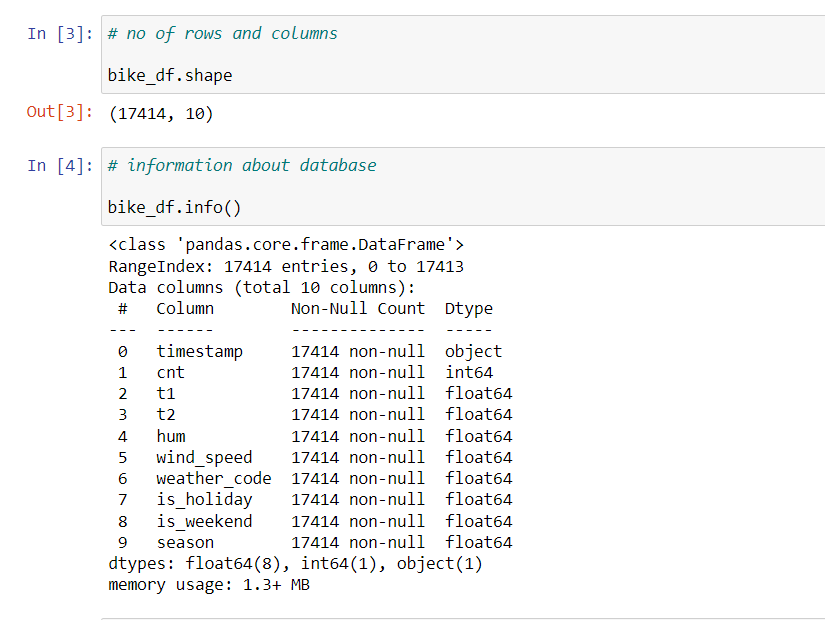 In [3]: # no of rows and columns
bike_df.shape
Out[3]: (17414, 10)
In [4]: # information about database
bike_df.info()
<class 'pandas.core.frame.DataFrame'>
RangeIndex: 17414 entries, 0 to 17413
Data columns (total 10 columns):
 #   Column        Non-Null Count  Dtype
---  ------        --------------  -----
 0   timestamp     17414 non-null  object
 1   cnt           17414 non-null  int64
 2   t1            17414 non-null  float64
 3   t2            17414 non-null  float64
 4   hum           17414 non-null  float64
 5   wind_speed    17414 non-null  float64
 6   weather_code  17414 non-null  float64
 7   is_holiday    17414 non-null  float64
 8   is_weekend    17414 non-null  float64
 9   season        17414 non-null  float64
dtypes: float64(8), int64(1), object(1)
memory usage: 1.3+ MB